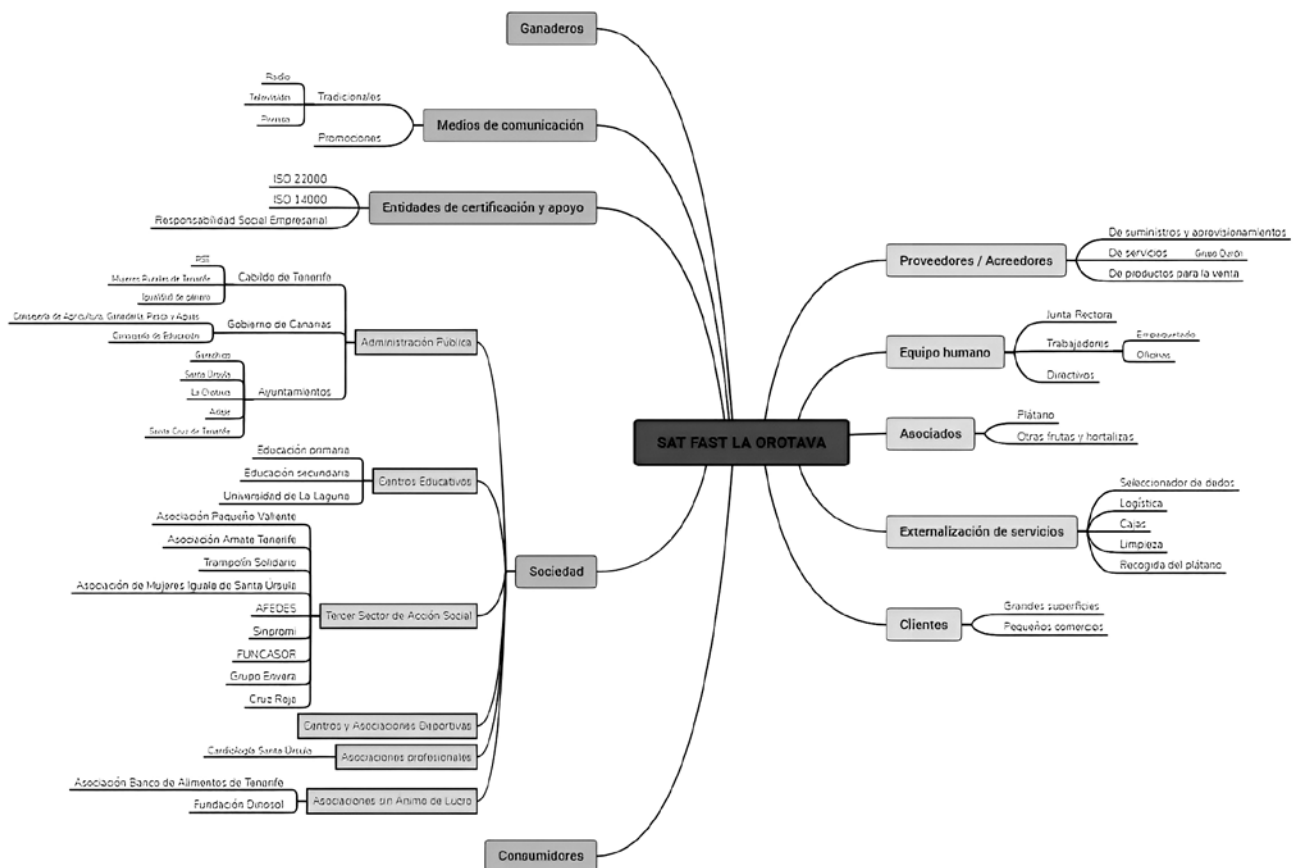 Ganaderos
Radio
Televisión
Prensa
Tradicionales
Promociones
Medios de comunicación
ISO 22000
ISO 14000
Responsabilidad Social Empresarial
Entidades de certificación y apoyo
Mujeres Rurales de Tenerife
Igualdad de género
Cabildo de Tenerife
Consejería de Agricultura, Ganadería, Pesca y Aguas
Consejería de Educación
Gobierno de Canarias
Garachico
Santa Úrsula
La Orotava
Adeje
Santa Cruz de Tenerife
Ayuntamientos
Administración Pública
Educación primaria
Educación secundaria
Universidad de La Laguna
Centros Educativos
Asociación Pequeño Valiente
Asociación Amate Tenerife
Trampolín Solidario
Asociación de Mujeres Iguala de Santa Úrsula
AFEDES
Sinpromi
FUNCASOR
Grupo Envera
Cruz Roja
Tercer Sector de Acción Social
Centros y Asociaciones Deportivas
Cardiología Santa Úrsula
Asociaciones profesionales
Asociación Banco de Alimentos de Tenerife
Fundación Dinosol
Asociaciones sin Ánimo de Lucro
Sociedad
Consumidores
SAT FAST LA OROTAVA
Proveedores / Acreedores
De suministros y aprovisionamientos
De servicios
Grupo
De productos para la venta
Equipo humano
Junta Rectora
Trabajadores
Empaquetado
Oficinas
Directivos
Asociados
Plátano
Otras frutas y hortalizas
Externalización de servicios
Seleccionador de dedos
Logística
Cajas
Limpieza
Recogida del plátano
Clientes
Grandes superficies
Pequeños comercios